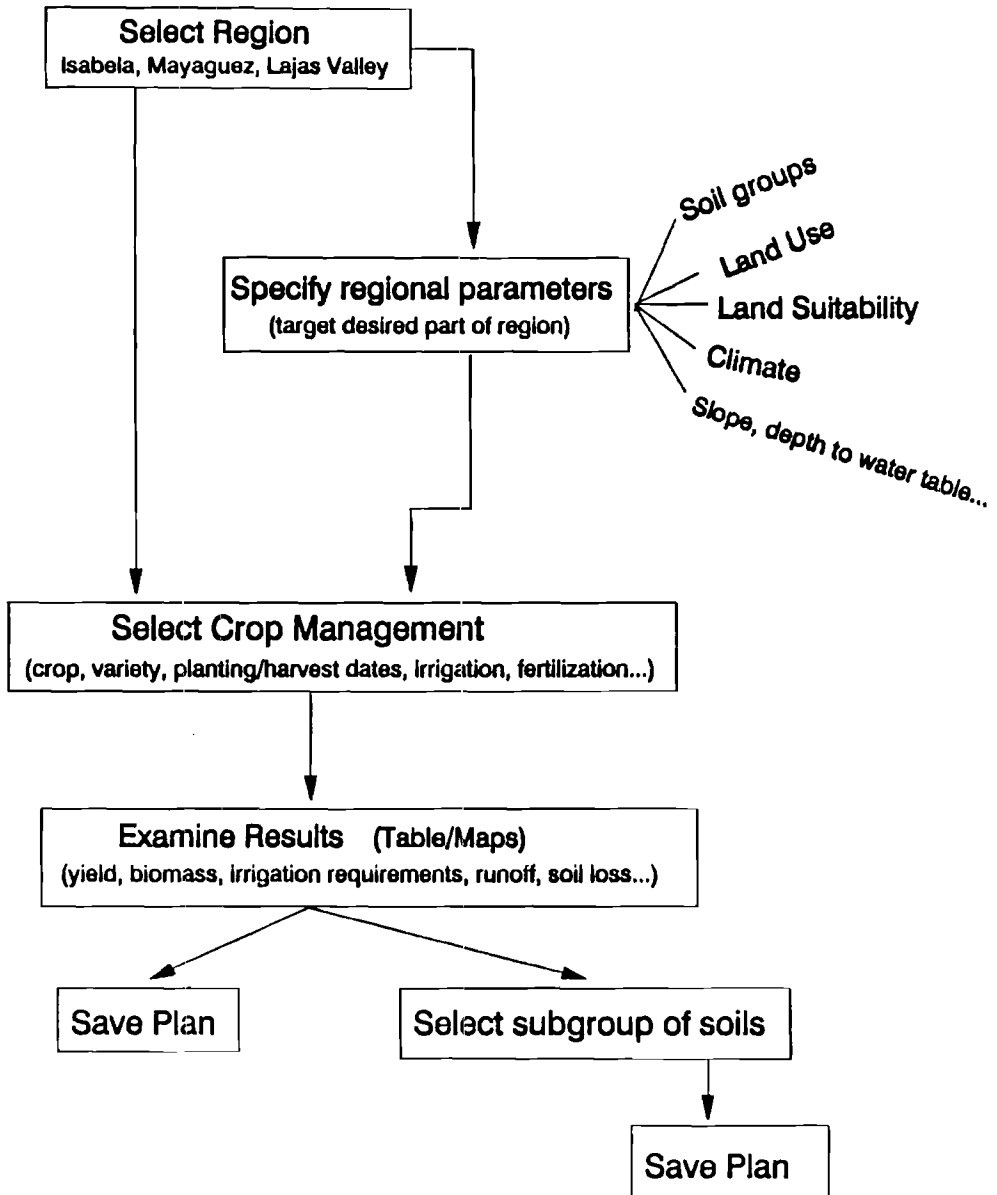 Select Region
Isabela, Mayaguez, Lajas Valley
Soil groups
Land Use
Specify regional parameters
(target desired part of region)
Land Suitability
Climate
Slope, depth to water table...
Select Crop Management
(crop, variety, planting/harvest dates, irrigation, fertilization...)
Examine Results (Table/Maps)
(yield, biomass, irrigation requirements, runoff, soil loss...)
Save Plan
Select subgroup of soils
Save Plan